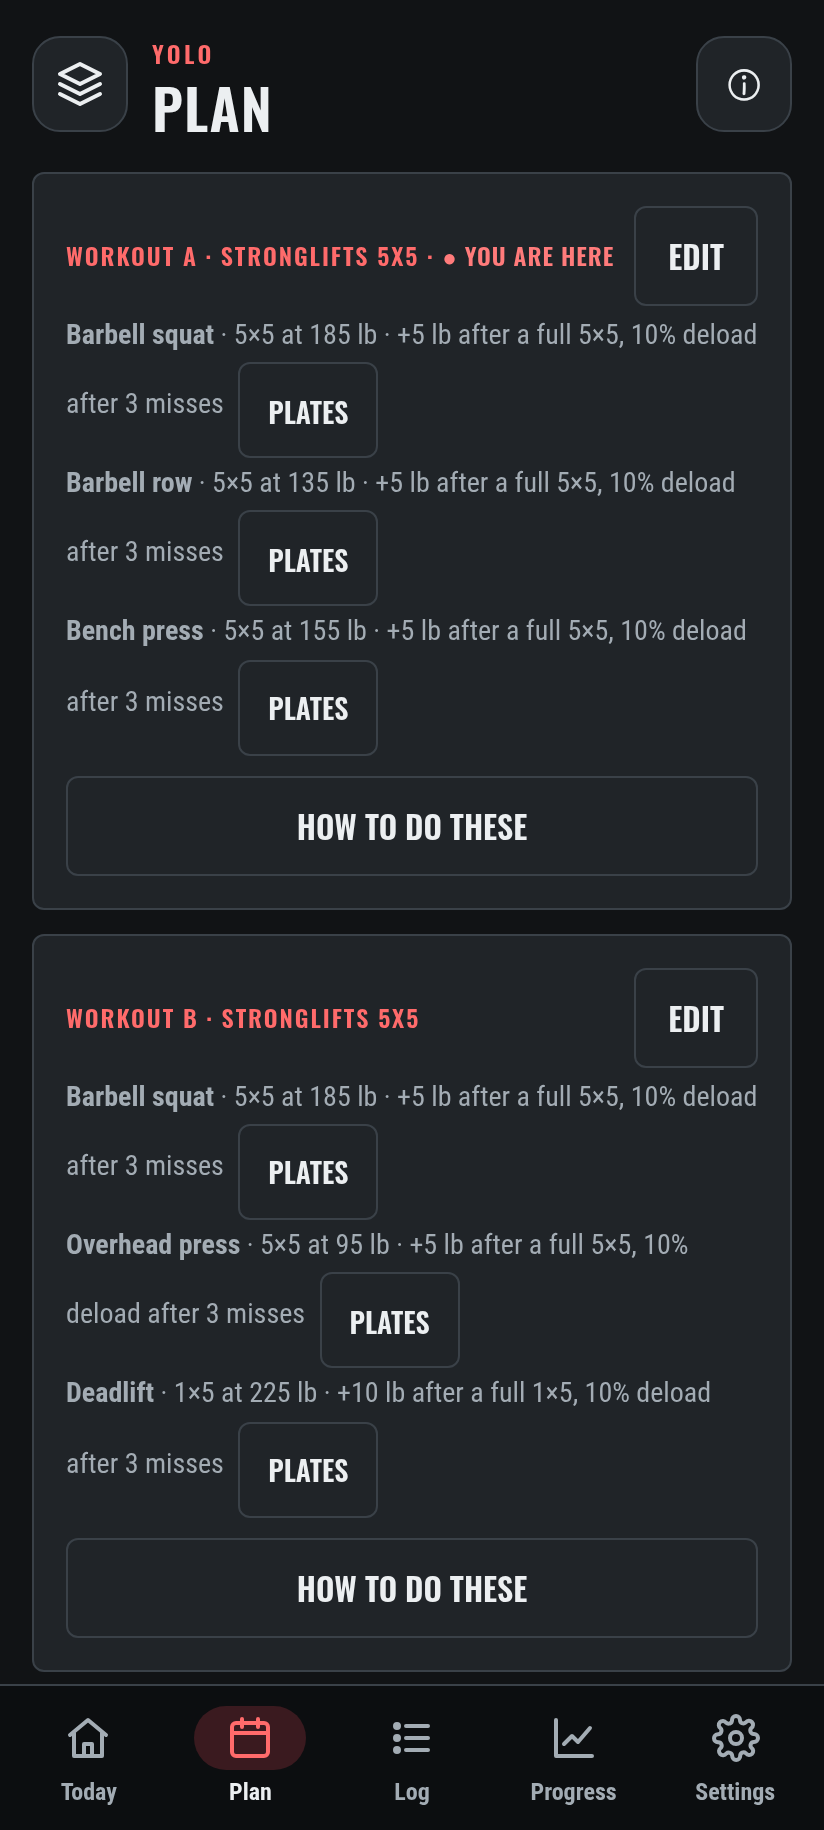 YOLO
PLAN
WORKOUT A · STRONGLIFTS 5X5 · ● YOU ARE HERE
EDIT
Barbell squat · 5×5 at 185 lb · +5 lb after a full 5×5, 10% deload
after 3 misses PLATES
Barbell row · 5×5 at 135 lb · +5 lb after a full 5×5, 10% deload
after 3 misses PLATES
Bench press · 5×5 at 155 lb · +5 lb after a full 5×5, 10% deload
after 3 misses PLATES
HOW TO DO THESE
WORKOUT B · STRONGLIFTS 5X5
EDIT
Barbell squat · 5×5 at 185 lb · +5 lb after a full 5×5, 10% deload
after 3 misses PLATES
Overhead press · 5×5 at 95 lb · +5 lb after a full 5×5, 10%
deload after 3 misses PLATES
Deadlift · 1×5 at 225 lb · +10 lb after a full 1×5, 10% deload
after 3 misses PLATES
HOW TO DO THESE
Today
Plan
Log
Progress
Settings